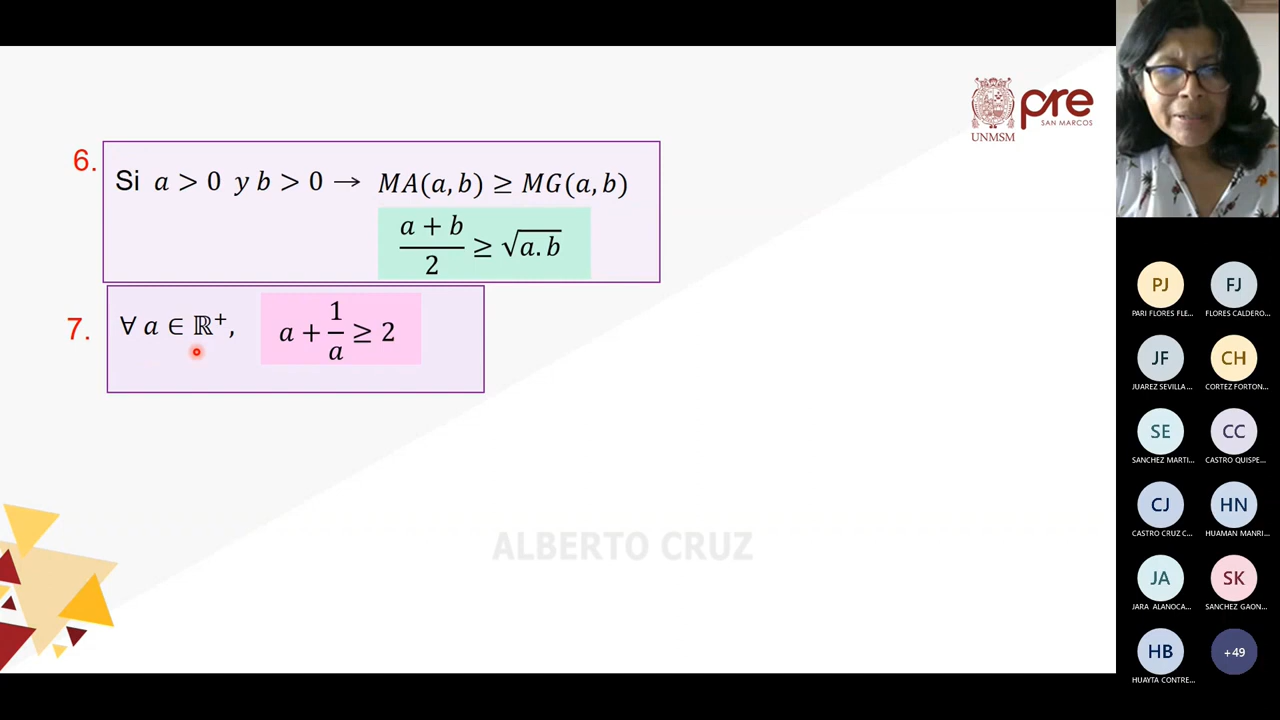 UNMSM
pre
SAN MARCOS
6.
Si a > 0 y b > 0 → MA(a, b) ≥ MG(a, b)
a + b / 2 ≥ √a.b
7.
∀ a ∈ ℝ⁺, a + 1/a ≥ 2
ALBERTO CRUZ
PJ
PARI FLORES FLE...
FJ
FLORES CALDERO...
JF
JUAREZ SEVILLA ...
CH
CORTEZ FORTON...
SE
SANCHEZ MARTI...
CC
CASTRO QUISPE...
CJ
CASTRO CRUZ C...
HN
HUAMAN MANRI...
JA
JARA ALANOCA...
SK
SANCHEZ GAON...
HB
HUAYTA CONTRE...
+49